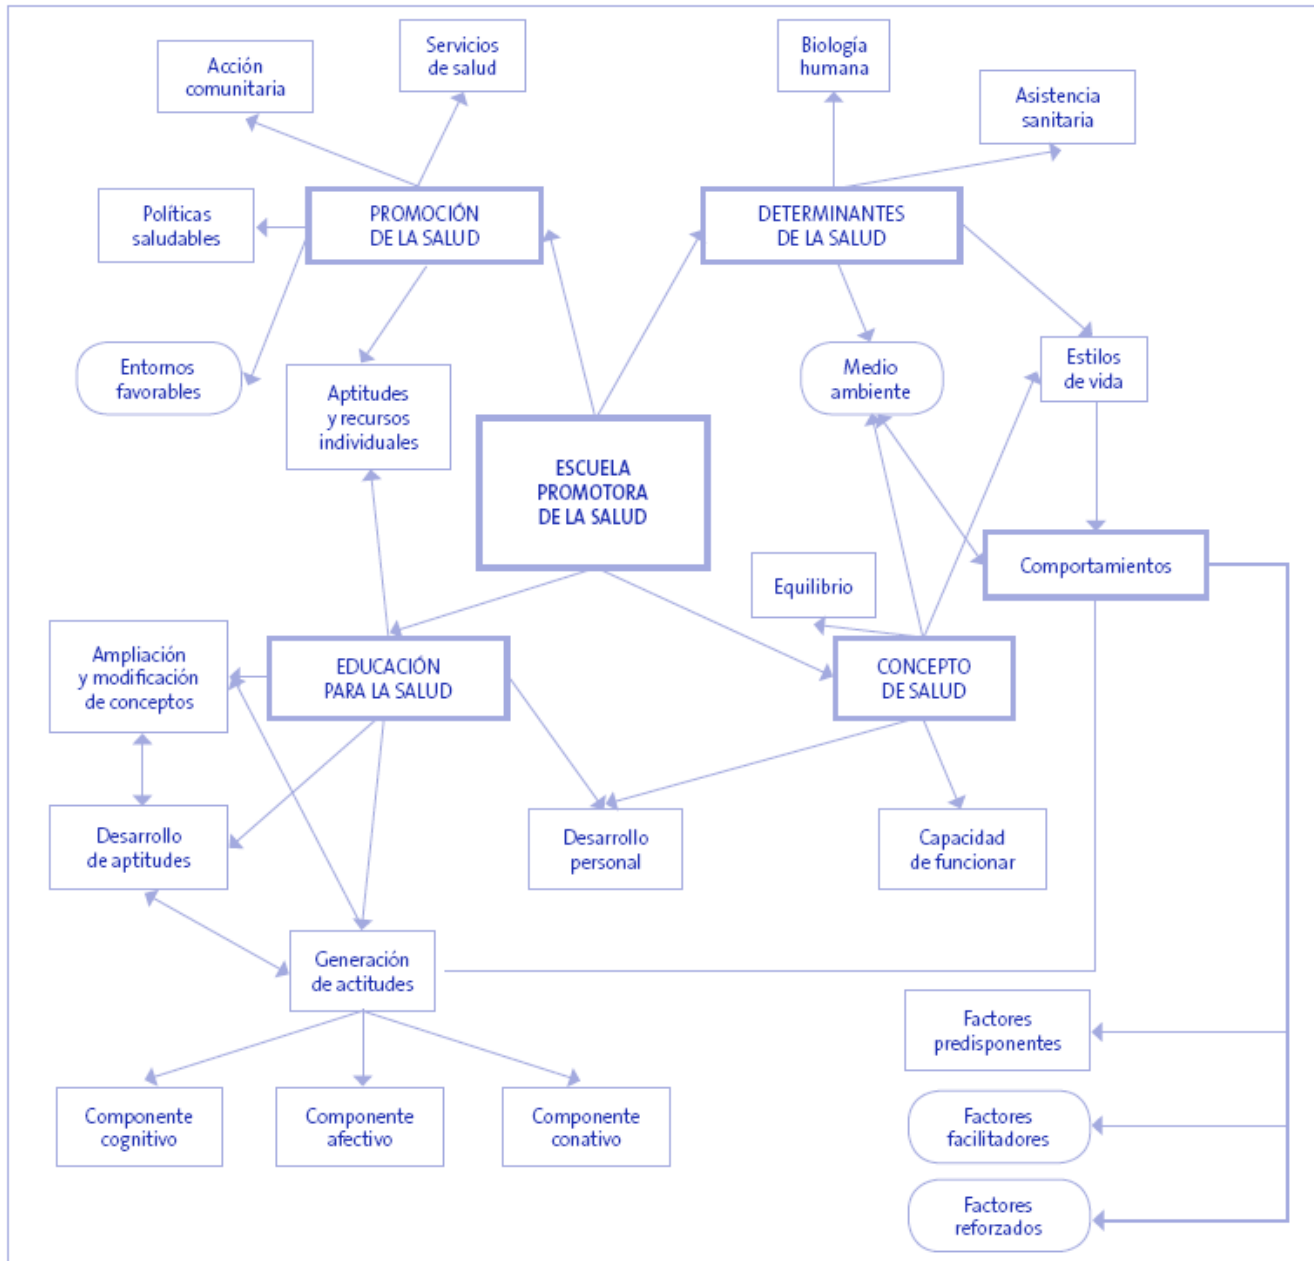 Servicios
de salud
Biología
humana
Acción
comunitaria
Asistencia
sanitaria
Políticas
saludables
PROMOCIÓN
DE LA SALUD
DETERMINANTES
DE LA SALUD
Entornos
favorables
Aptitudes
y recursos
individuales
Medio
ambiente
Estilos
de vida
ESCUELA
PROMOTORA
DE LA SALUD
Comportamientos
Equilibrio
Ampliación
y modificación
de conceptos
EDUCACIÓN
PARA LA SALUD
CONCEPTO
DE SALUD
Desarrollo
de aptitudes
Desarrollo
personal
Capacidad
de funcionar
Generación
de actitudes
Factores
predisponentes
Componente
cognitivo
Componente
afectivo
Componente
conativo
Factores
facilitadores
Factores
reforzados